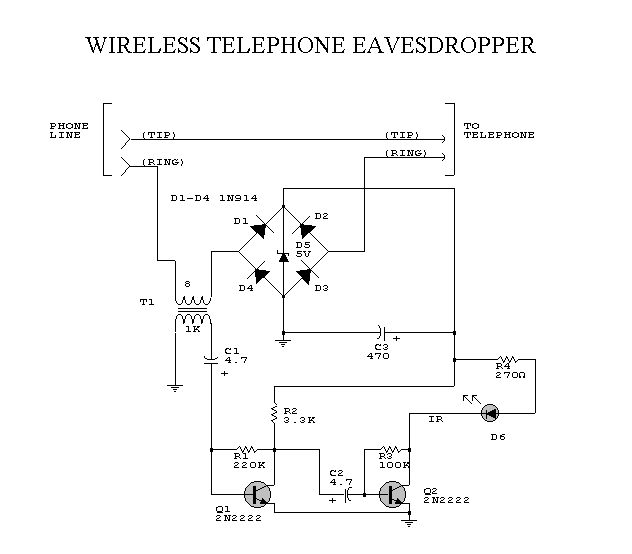 WIRELESS TELEPHONE EAVESDROPPER
PHONE
LINE
(TIP)
(TIP)
TO
TELEPHONE
(RING)
(RING)
D1-D4 1N914
D1
D2
D5
5V
D4
D3
8
T1
1K
C1
4.7
+
C3
470
+
R4
270Ω
R2
3.3K
IR
D6
R1
220K
R3
100K
C2
4.7
+
Q1
2N2222
Q2
2N2222